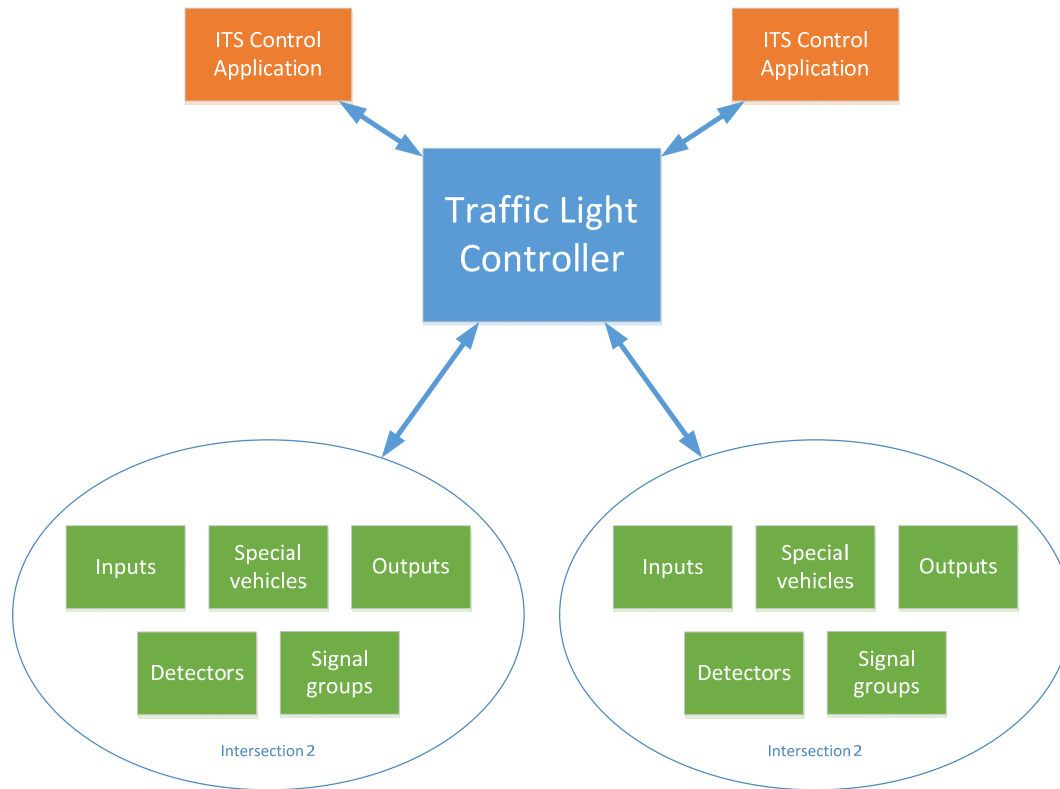 ITS Control
Application
ITS Control
Application
Traffic Light
Controller
Inputs
Special
vehicles
Outputs
Detectors
Signal
groups
Intersection 2
Inputs
Special
vehicles
Outputs
Detectors
Signal
groups
Intersection 2